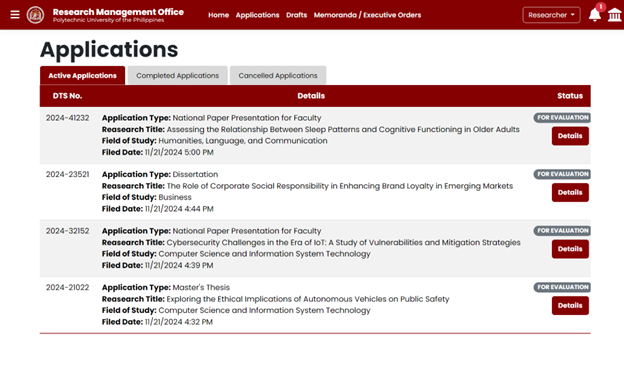 Research Management Office
Polytechnic University of the Philippines
Home Applications Drafts Memoranda / Executive Orders
Researcher
1
Applications
Active Applications Completed Applications Cancelled Applications
DTS No. Details Status
2024-41232 Application Type: National Paper Presentation for Faculty FOR EVALUATION
Reasearch Title: Assessing the Relationship Between Sleep Patterns and Cognitive Functioning in Older Adults Details
Field of Study: Humanities, Language, and Communication
Filed Date: 11/21/2024 5:00 PM
2024-23521 Application Type: Dissertation FOR EVALUATION
Reasearch Title: The Role of Corporate Social Responsibility in Enhancing Brand Loyalty in Emerging Markets Details
Field of Study: Business
Filed Date: 11/21/2024 4:44 PM
2024-32152 Application Type: National Paper Presentation for Faculty FOR EVALUATION
Reasearch Title: Cybersecurity Challenges in the Era of IoT: A Study of Vulnerabilities and Mitigation Strategies Details
Field of Study: Computer Science and Information System Technology
Filed Date: 11/21/2024 4:39 PM
2024-21022 Application Type: Master's Thesis FOR EVALUATION
Reasearch Title: Exploring the Ethical Implications of Autonomous Vehicles on Public Safety Details
Field of Study: Computer Science and Information System Technology
Filed Date: 11/21/2024 4:32 PM